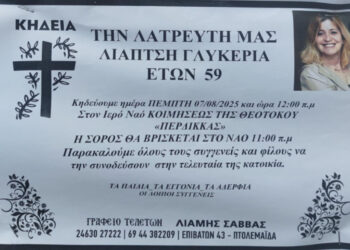 ΚΗΔΕΙΑ
ΤΗΝ ΛΑΤΡΕΥΤΗ ΜΑΣ
ΛΙΑΠΤΣΗ ΓΛΥΚΕΡΙΑ
ΕΤΩΝ 59
Κηδεύουμε ημέρα ΠΕΜΠΤΗ 07/08/2025 και ώρα 12:00 π.μ
Στον Ιερό Ναό ΚΟΙΜΗΣΕΩΣ ΤΗΣ ΘΕΟΤΟΚΟΥ
«ΠΕΡΔΙΚΚΑΣ»
Η ΣΟΡΟΣ ΘΑ ΒΡΙΣΚΕΤΑΙ ΣΤΟ ΝΑΟ 11:00 π.μ
Παρακαλούμε όλους τους συγγενείς και φίλους να
την συνοδεύσουν στην τελευταία της κατοικία.
ΤΑ ΠΑΙΔΙΑ ΤΑ ΕΓΓΟΝΙΑ ΤΑ ΑΔΕΡΦΙΑ
ΟΙ ΛΟΙΠΟΙ ΣΥΓΓΕΝΕΙΣ
ΓΡΑΦΕΙΟ ΤΕΛΕΤΩΝ ΛΙΑΜΗΣ ΣΑΒΒΑΣ
24630 27222 | 69 44 382209 | ΕΠΙΒΑΤΩΝ 43 - ΠΤΟΛΕΜΑΪΔΑ